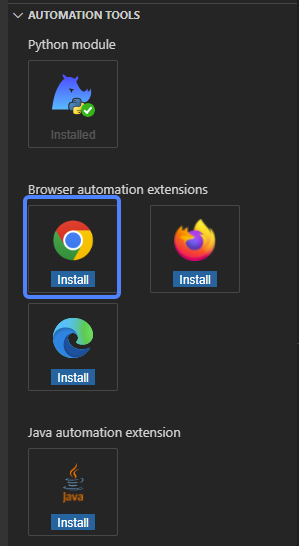 AUTOMATION TOOLS
Python module
Installed
Browser automation extensions
Install
Install
Install
Java automation extension
Java
Install